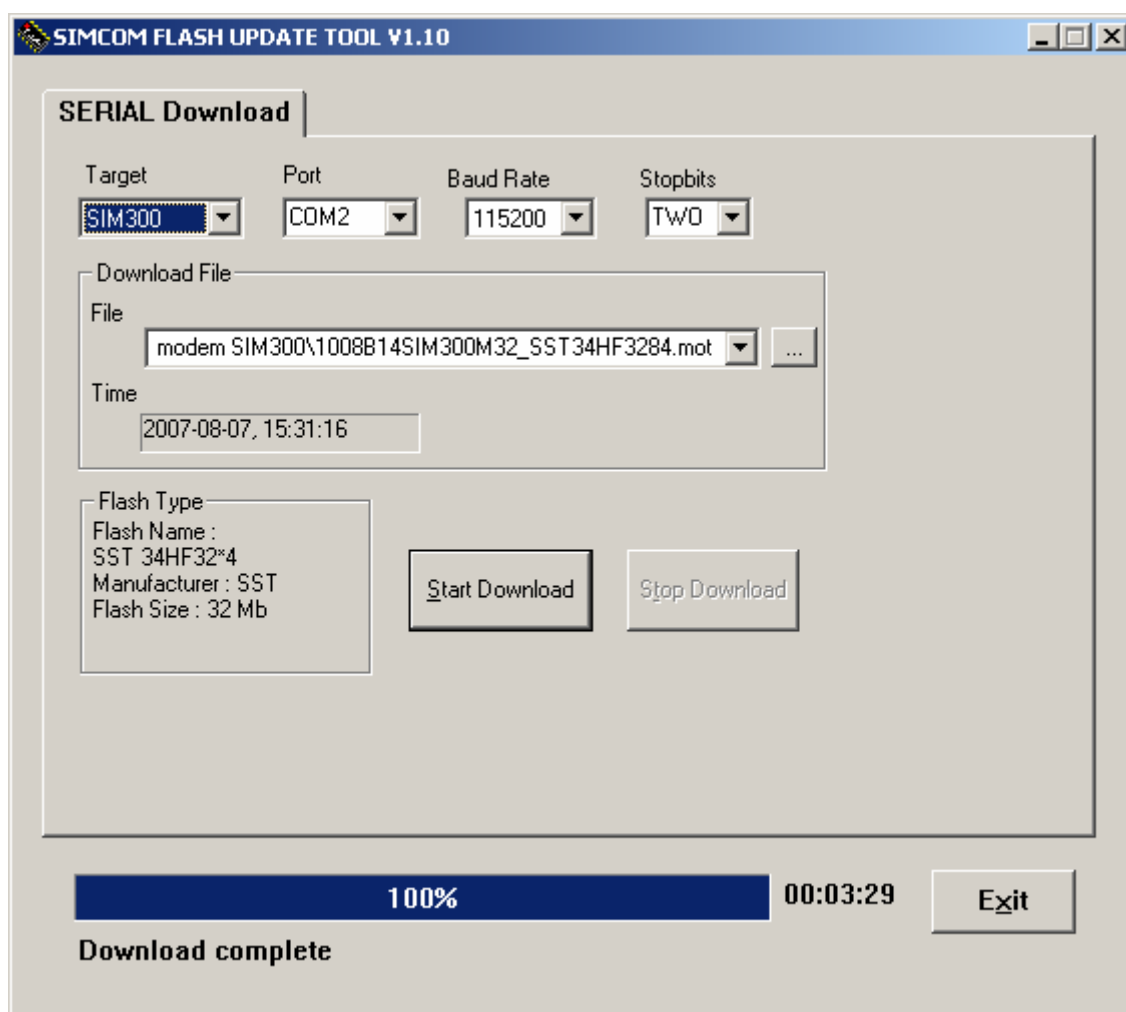 SIMCOM FLASH UPDATE TOOL V1.10
SERIAL Download
Target Port Baud Rate Stopbits
SIM300 COM2 115200 TWO
Download File
File
modem SIM300\1008B14SIM300M32_SST34HF3284.mot ...
Time
2007-08-07, 15:31:16
Flash Type
Flash Name :
SST 34HF32*4
Manufacturer : SST
Flash Size : 32 Mb
Start Download Stop Download
100% 00:03:29 Exit
Download complete